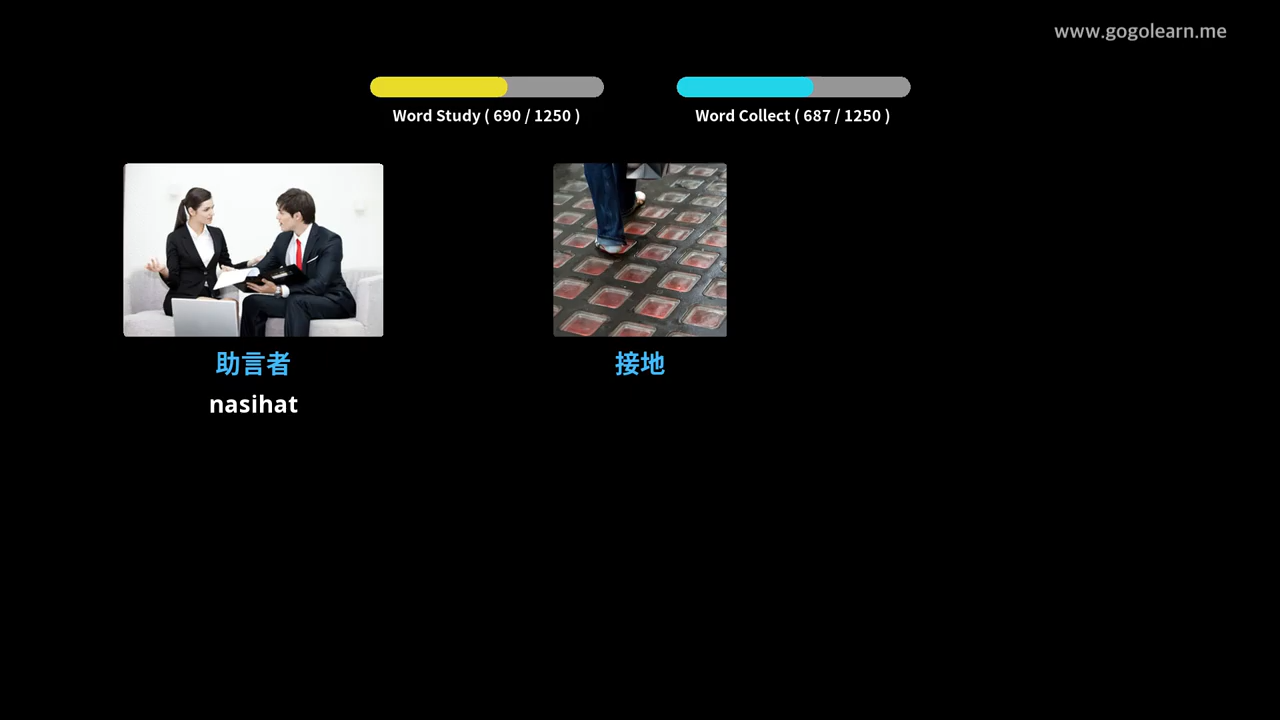 www.gogolearn.me
Word Study ( 690 / 1250 )
Word Collect ( 687 / 1250 )
助言者
接地
nasihat